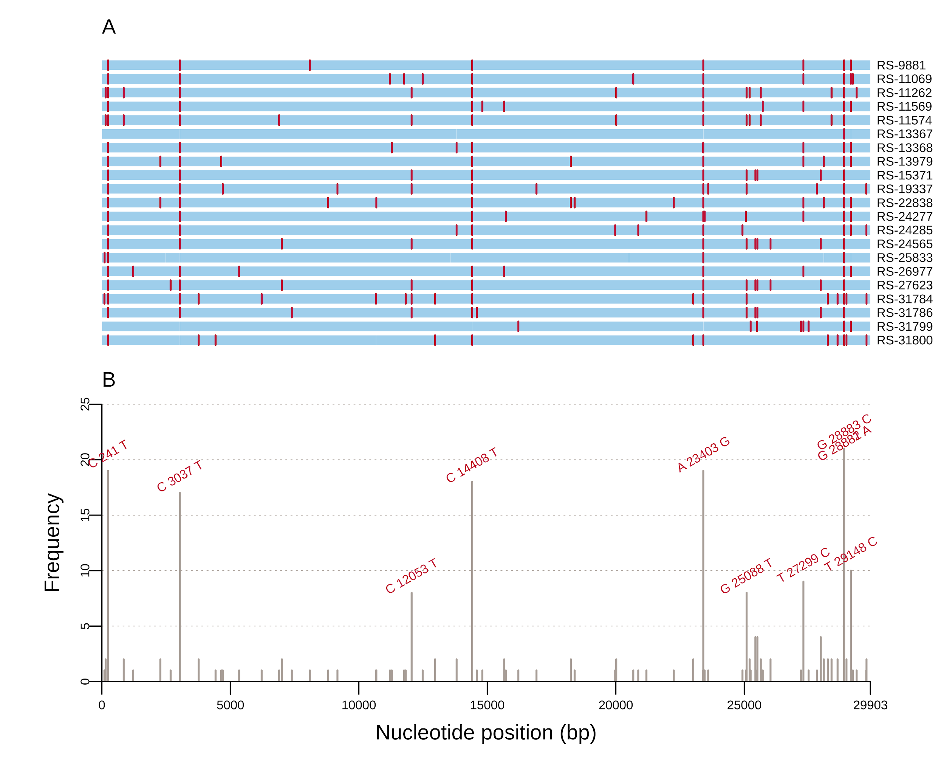 A
RS-9881
RS-11069
RS-11262
RS-11569
RS-11574
RS-13367
RS-13368
RS-13979
RS-15371
RS-19337
RS-22838
RS-24277
RS-24285
RS-24565
RS-25833
RS-26977
RS-27623
RS-31784
RS-31786
RS-31799
RS-31800
B
Frequency
25
20
15
10
5
0
C 241 T
C 3037 T
C 12053 T
C 14408 T
A 23403 G
G 25088 T
T 27299 C
G 28883 C
G 28881 A
T 29148 C
0
5000
10000
15000
20000
25000
29903
Nucleotide position (bp)